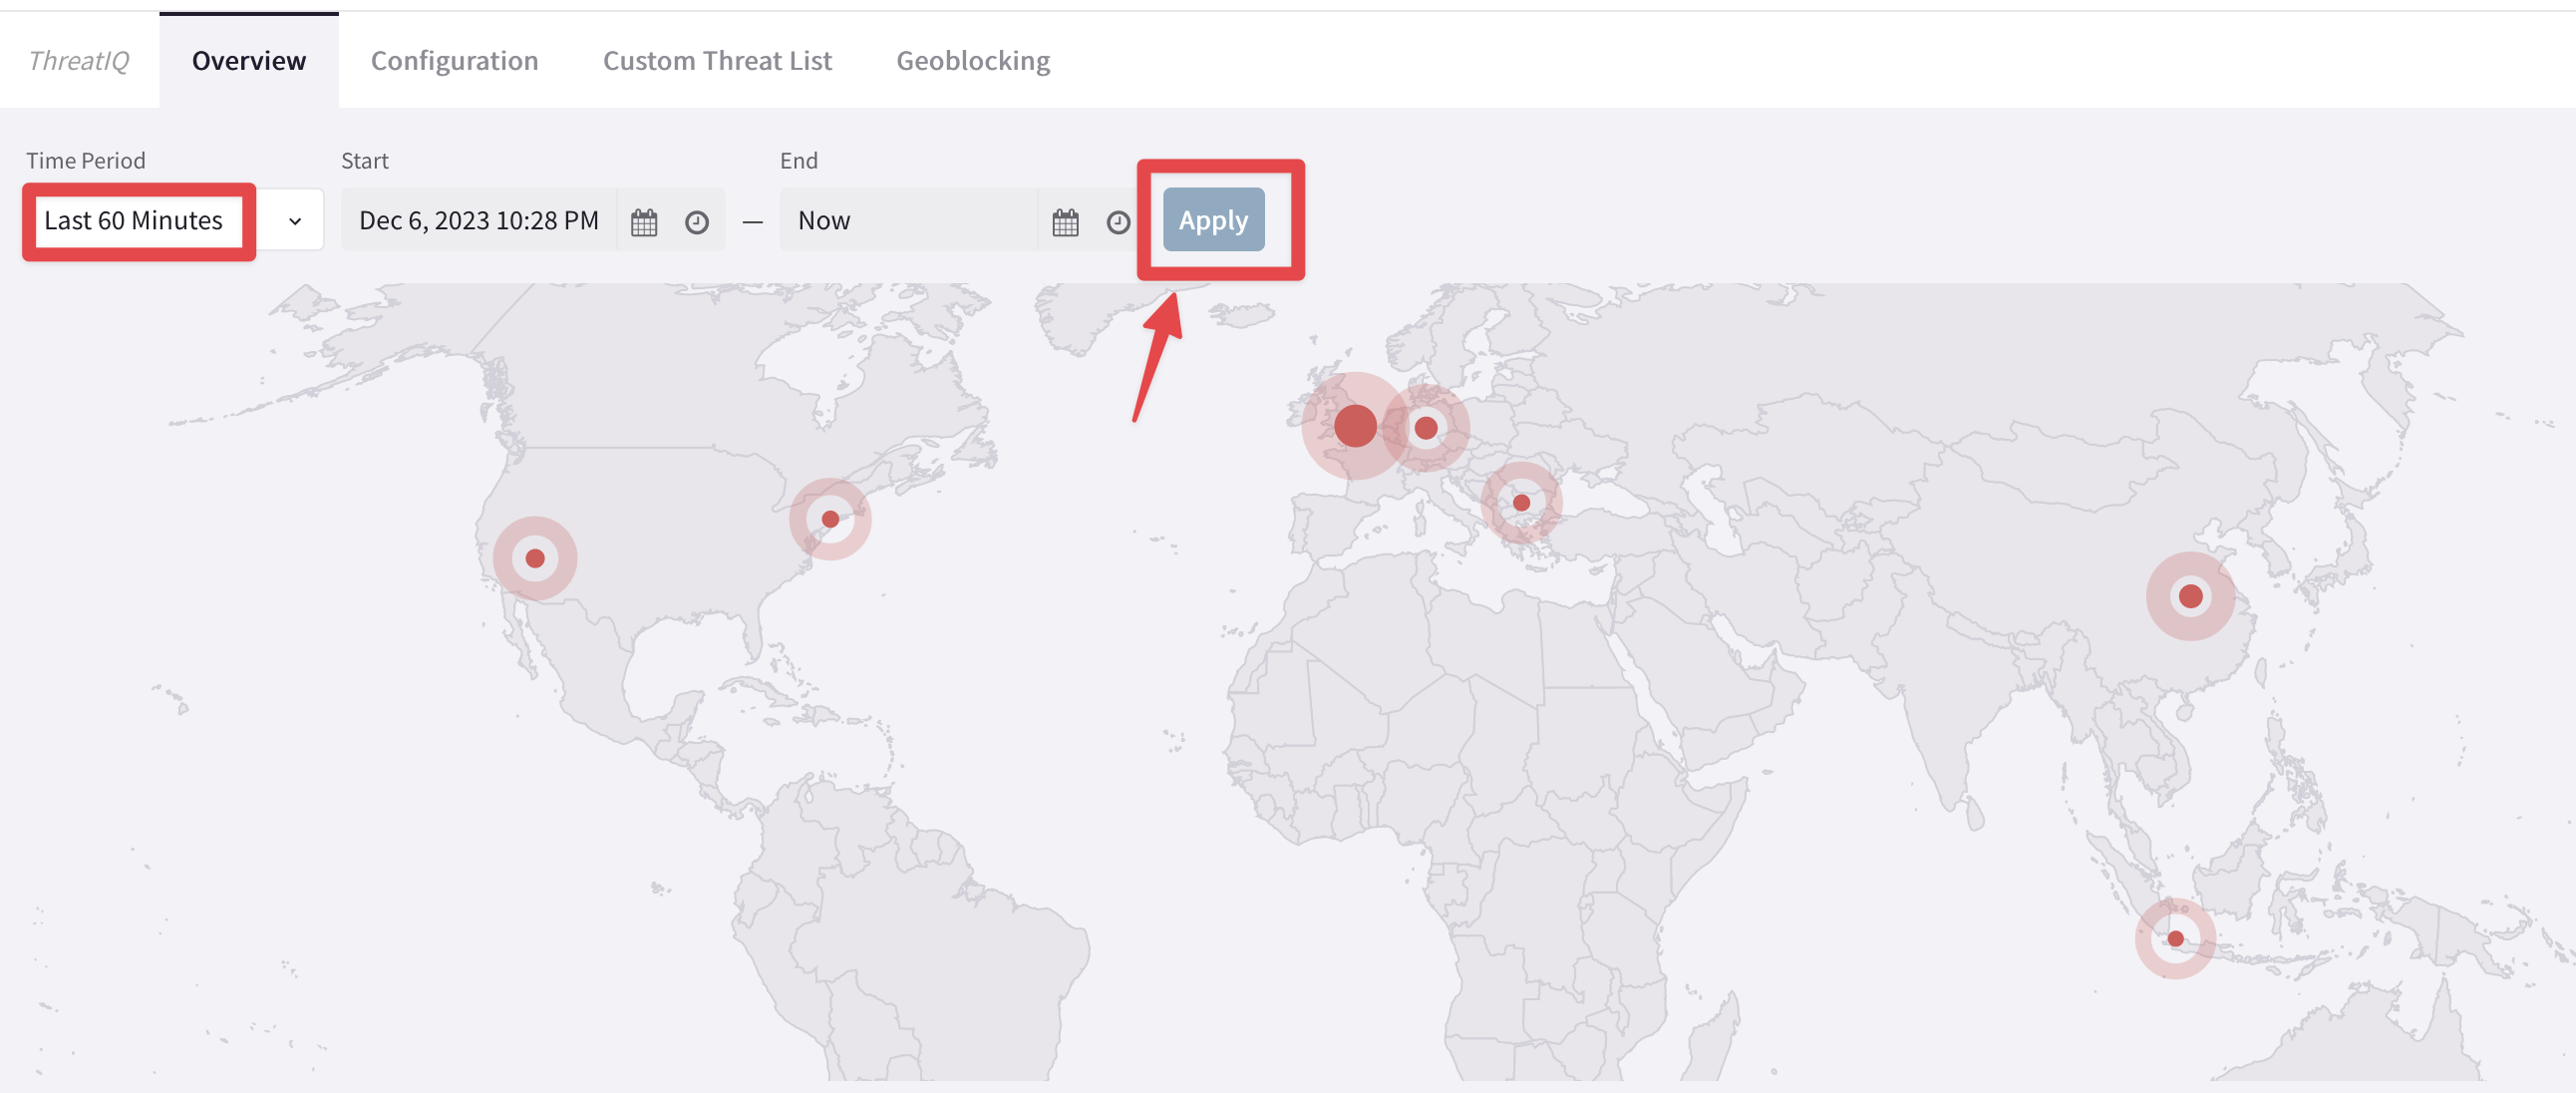 ThreatIQ Overview Configuration Custom Threat List Geoblocking
Time Period Start End
Last 60 Minutes Dec 6, 2023 10:28 PM — Now Apply